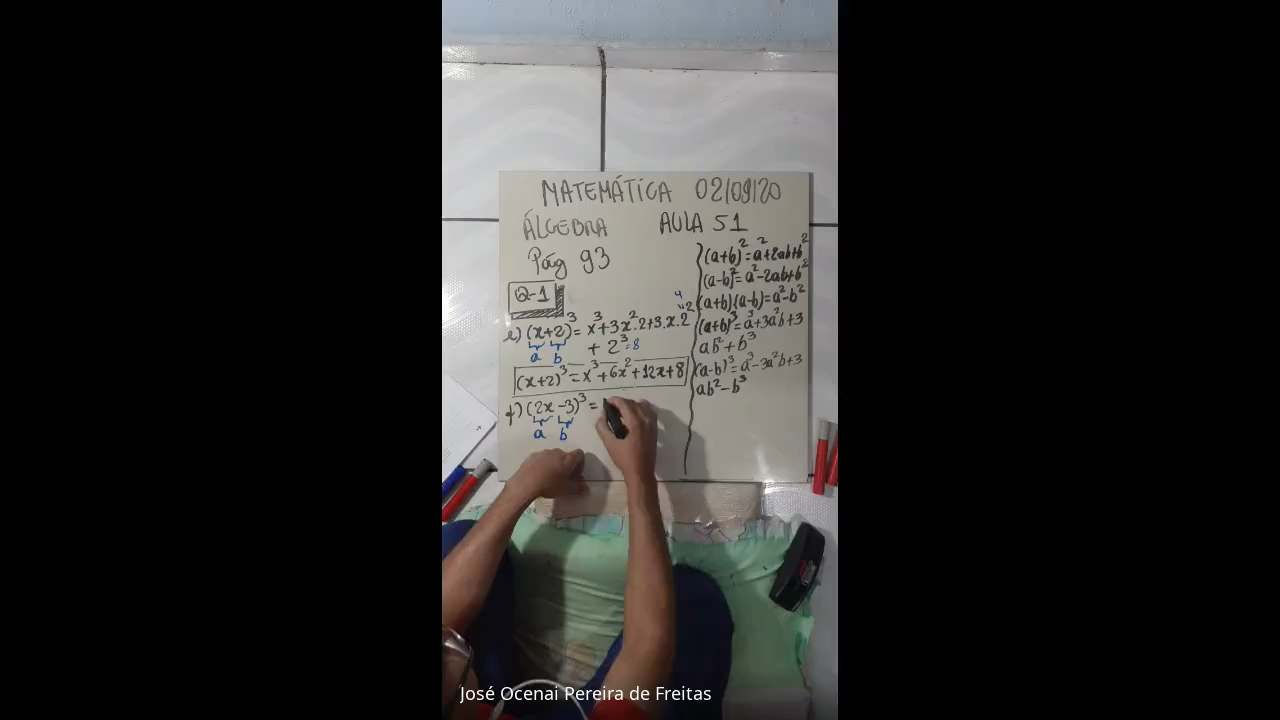 MATEMÁTICA 02/09/20
ÁLGEBRA AULA 51
Pág 93
Q-1
e) (x+2)³ = x³+3x².2+3.x.2²
4
+ 2³=8
a b
(x+2)³ = x³+6x²+12x+8
f) (2x-3)³ =
a b
(a+b)²=a²+2ab+b²
(a-b)²=a²-2ab+b²
(a+b).(a-b)=a²-b²
(a+b)³=a³+3a²b+3
ab²+b³
(a-b)³=a³-3a²b+3
ab²-b³
José Ocenaí Pereira de Freitas